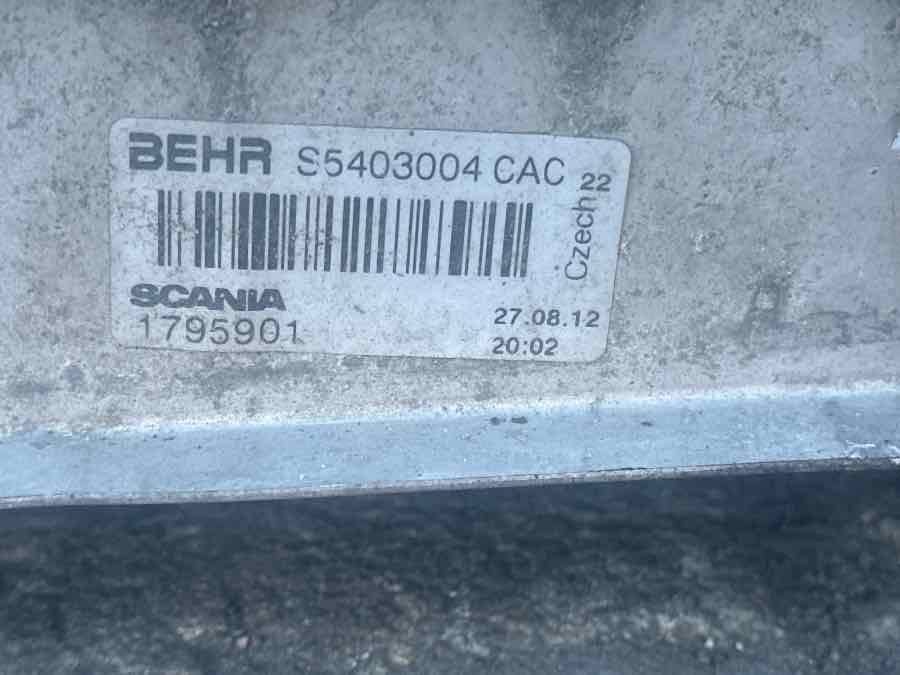 BEHR S5403004 CAC 22
Czech
SCANIA
1795901
27.08.12
20:02